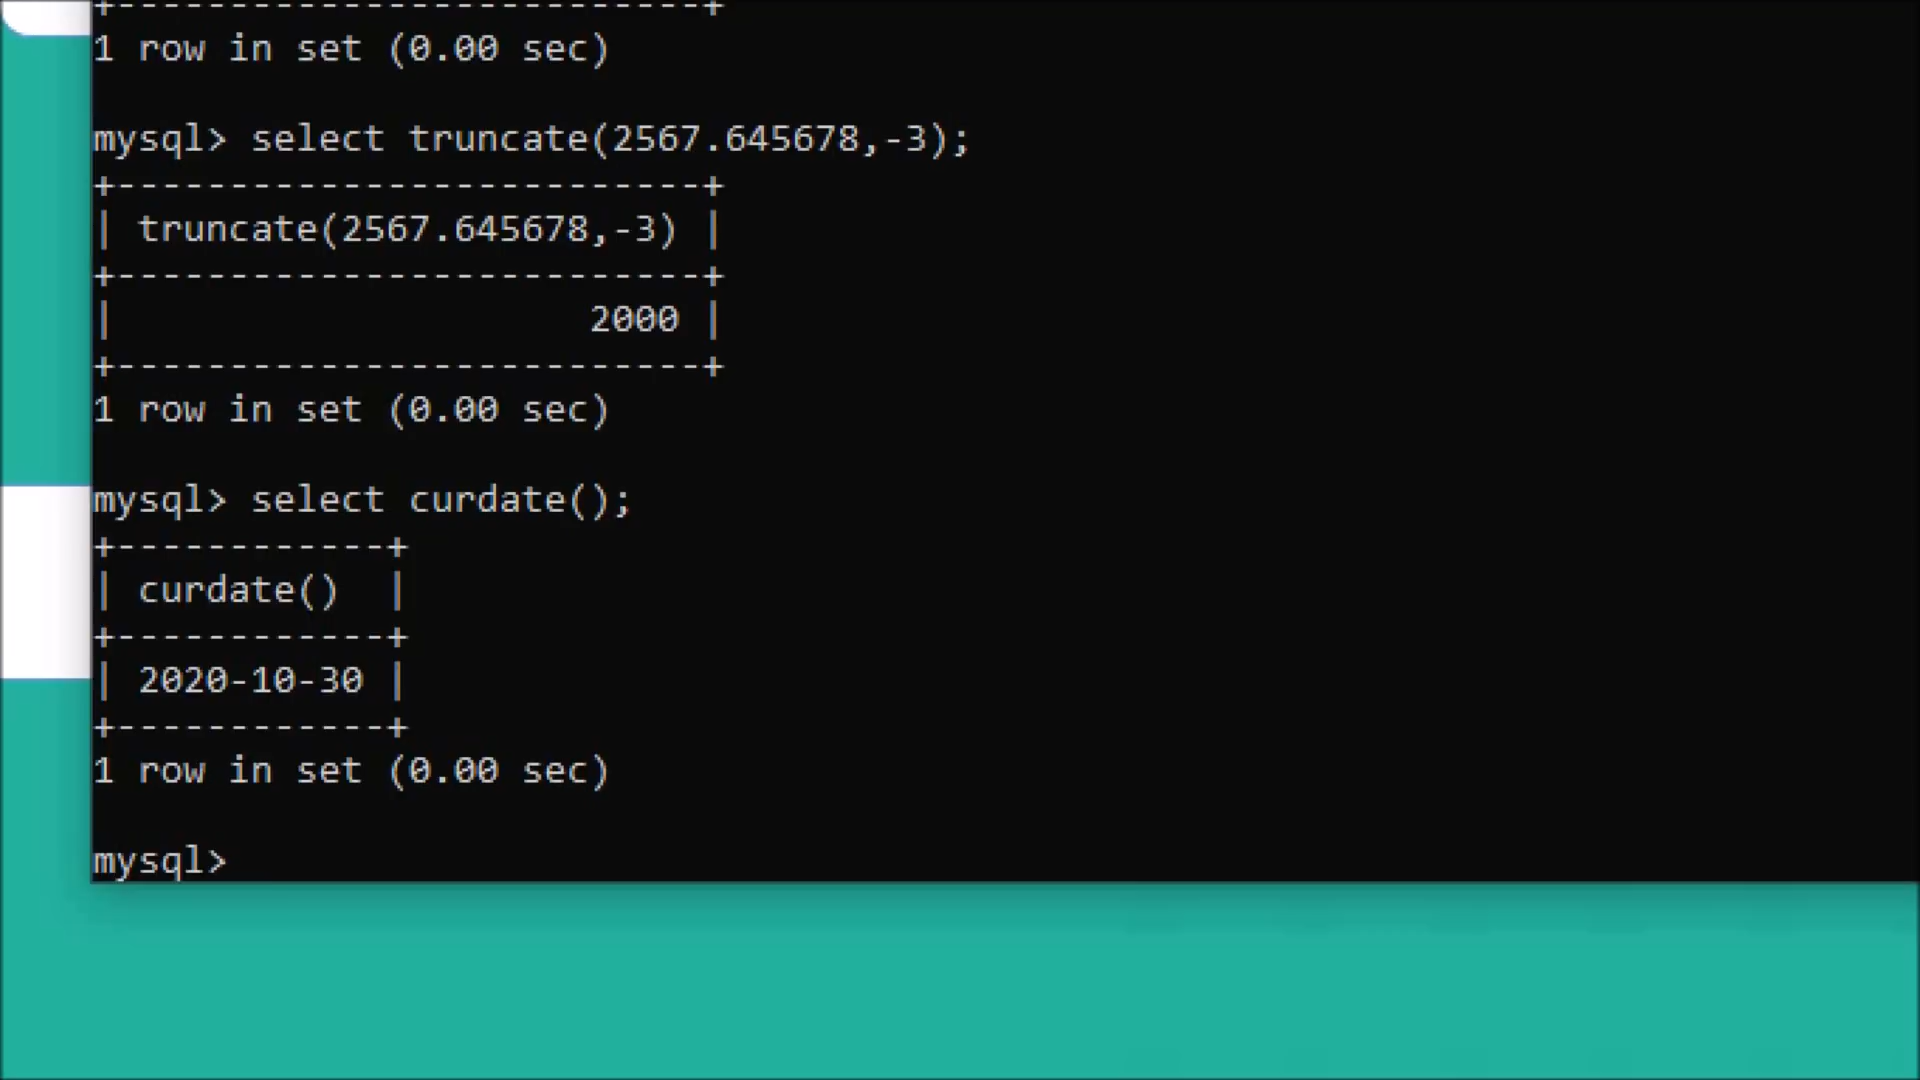 +--------------------------+
1 row in set (0.00 sec)
mysql> select truncate(2567.645678,-3);
+--------------------------+
| truncate(2567.645678,-3) |
+--------------------------+
|                     2000 |
+--------------------------+
1 row in set (0.00 sec)
mysql> select curdate();
+------------+
| curdate()  |
+------------+
| 2020-10-30 |
+------------+
1 row in set (0.00 sec)
mysql>